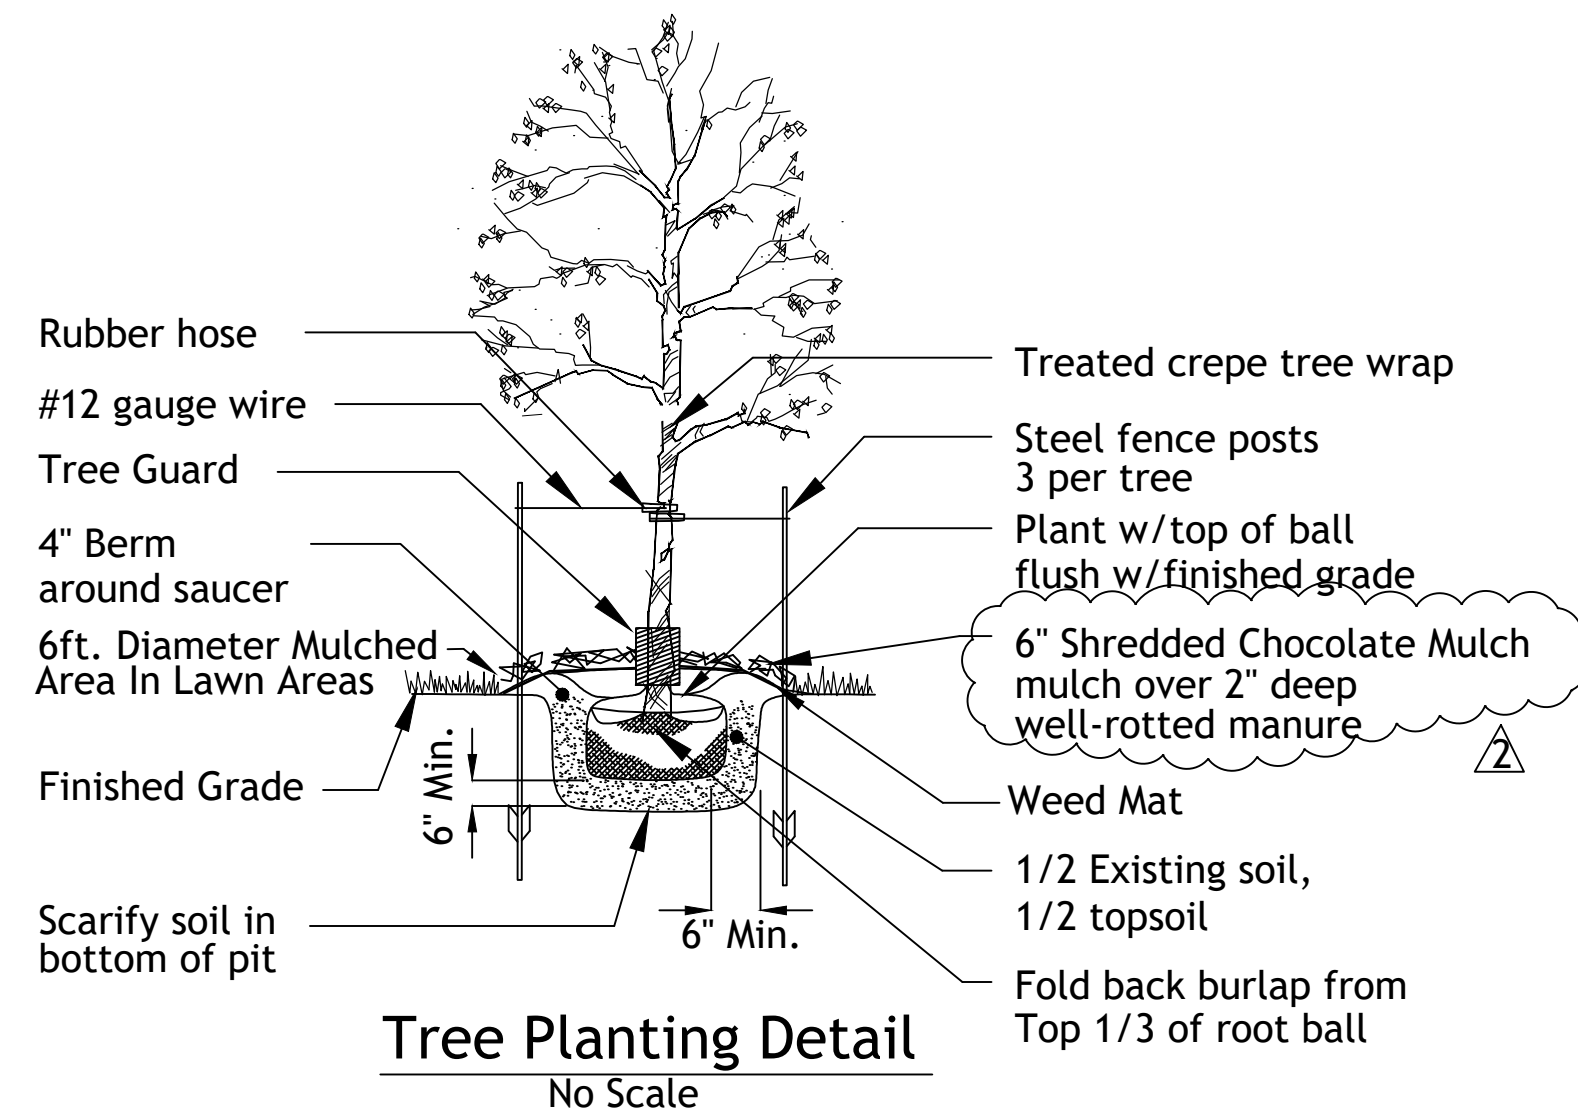 Rubber hose
#12 gauge wire
Tree Guard
4" Berm
around saucer
6ft. Diameter Mulched
Area In Lawn Areas
Finished Grade
6" Min.
Scarify soil in
bottom of pit
Treated crepe tree wrap
Steel fence posts
3 per tree
Plant w/top of ball
flush w/finished grade
6" Shredded Chocolate Mulch
mulch over 2" deep
well-rotted manure
2
Weed Mat
1/2 Existing soil,
1/2 topsoil
6" Min.
Fold back burlap from
Top 1/3 of root ball
Tree Planting Detail
No Scale